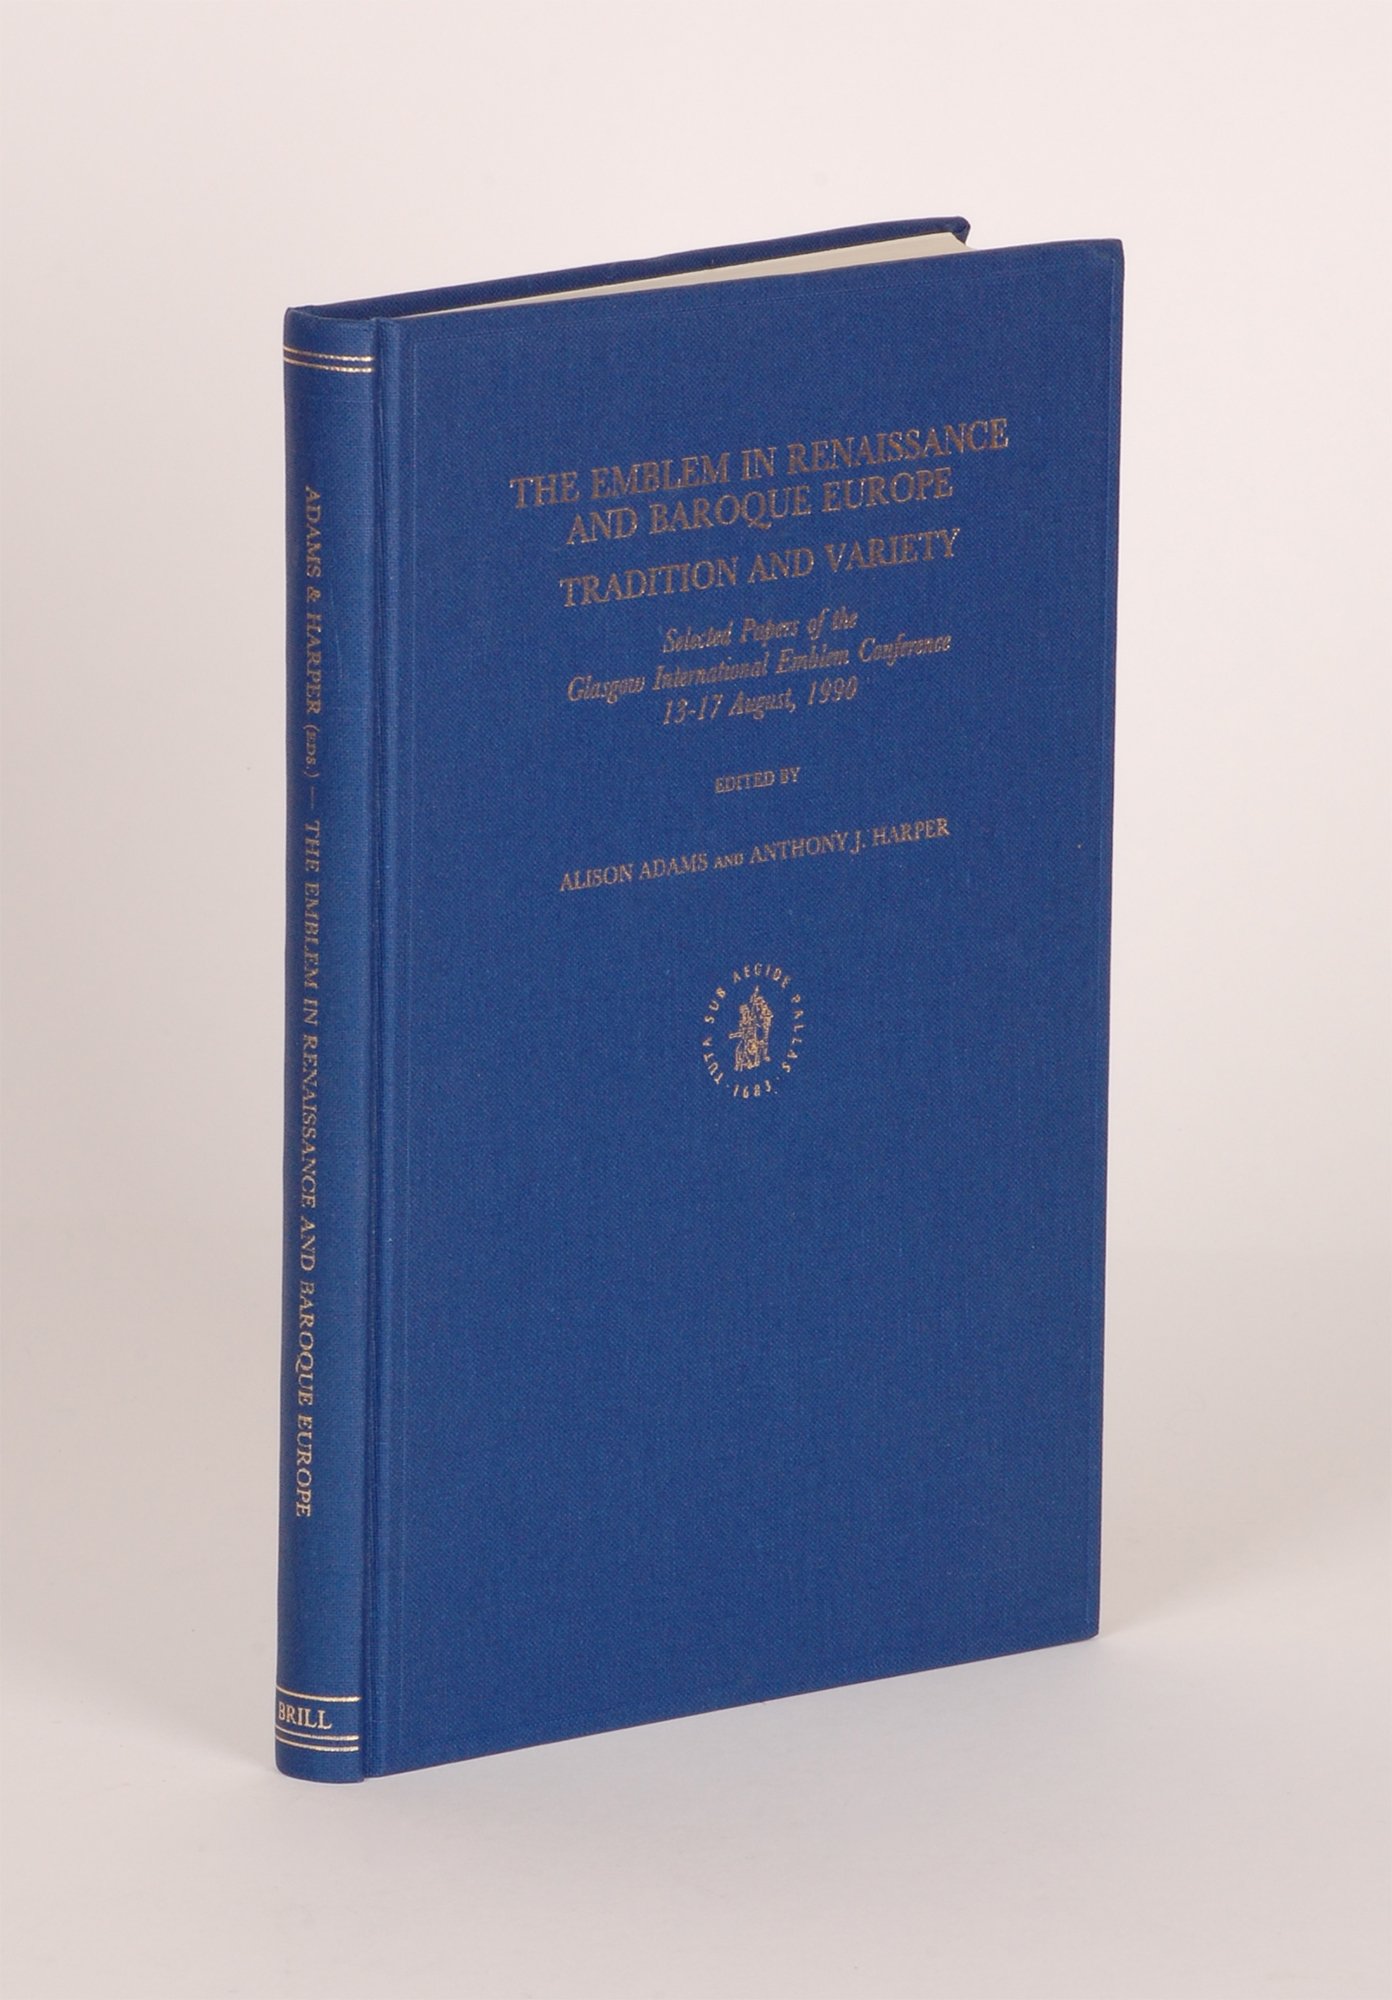 THE EMBLEM IN RENAISSANCE
AND BAROQUE EUROPE
TRADITION AND VARIETY
Selected Papers of the
Glasgow International Emblem Conference
13-17 August, 1990
EDITED BY
ALISON ADAMS AND ANTHONY J. HARPER
TUTA SUB AEGIDE PALLAS · 1683 ·
ADAMS & HARPER (EDS.) — THE EMBLEM IN RENAISSANCE AND BAROQUE EUROPE
BRILL